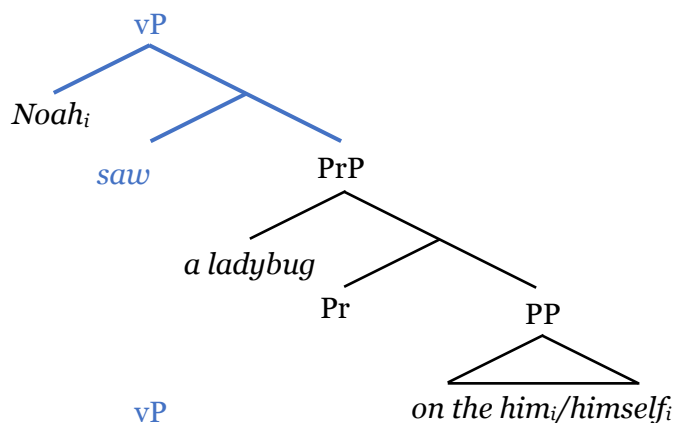 vP
Noahᵢ
saw
PrP
a ladybug
Pr
PP
on the himᵢ/himselfᵢ
vP